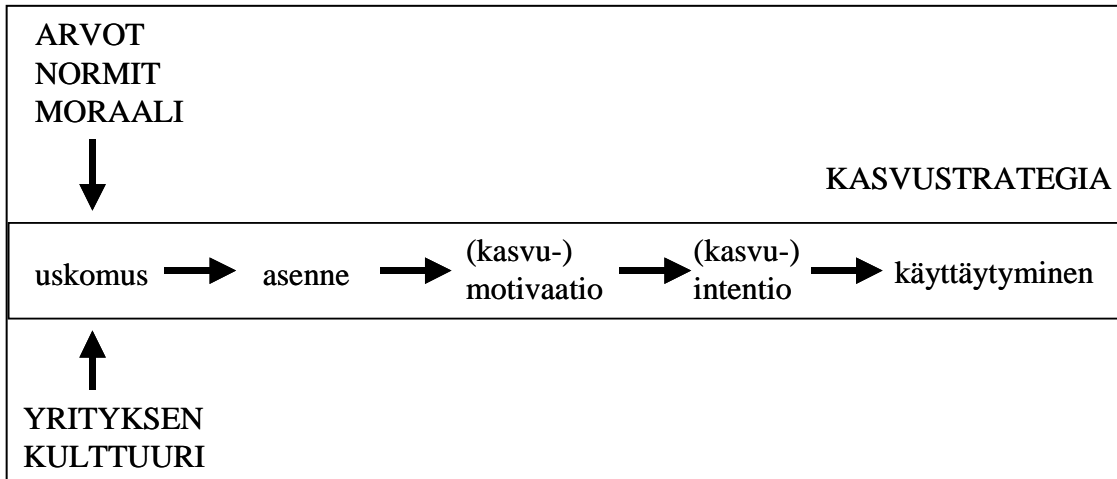 ARVOT
NORMIT
MORAALI
KASVUSTRATEGIA
uskomus
asenne
(kasvu-)
motivaatio
(kasvu-)
intentio
käyttäytyminen
YRITYKSEN
KULTTUURI